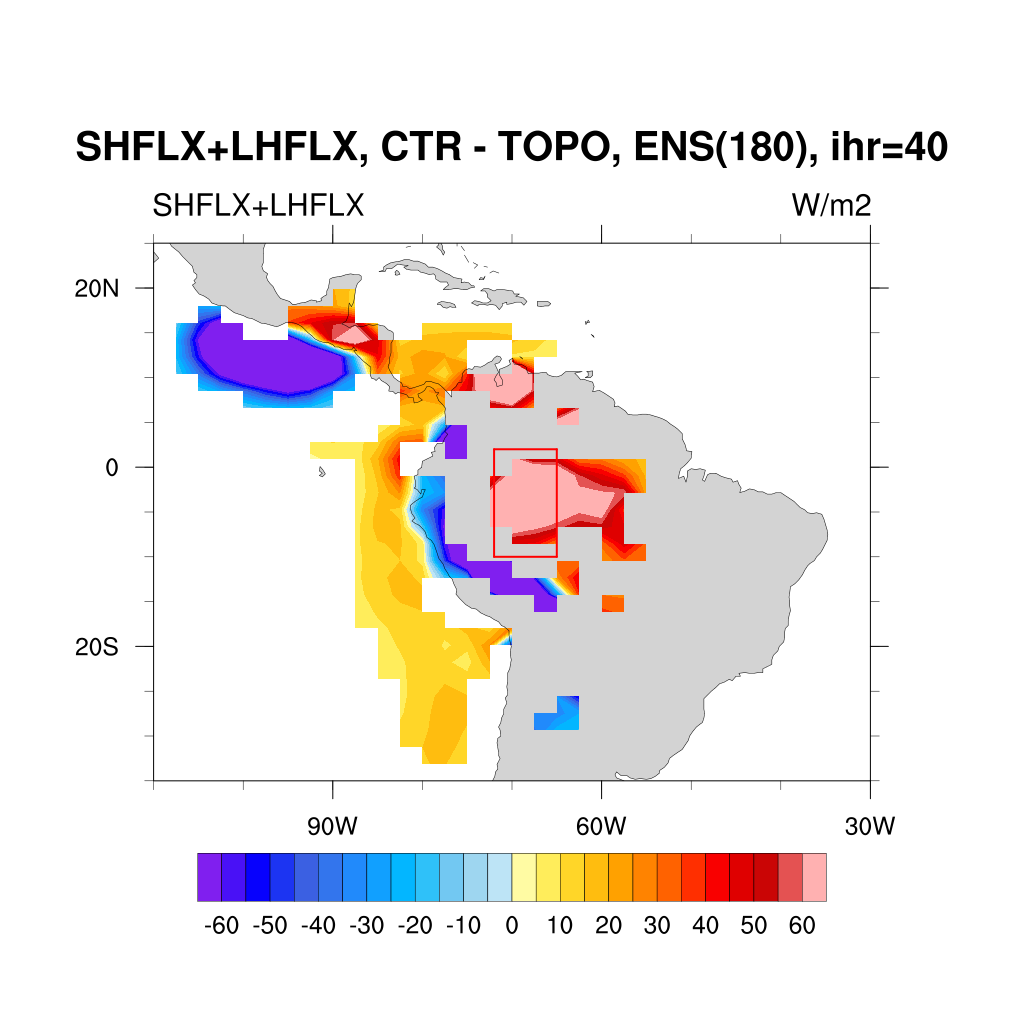 SHFLX+LHFLX, CTR - TOPO, ENS(180), ihr=40
SHFLX+LHFLX W/m2
20N
0
20S
90W 60W 30W
-60 -50 -40 -30 -20 -10 0 10 20 30 40 50 60